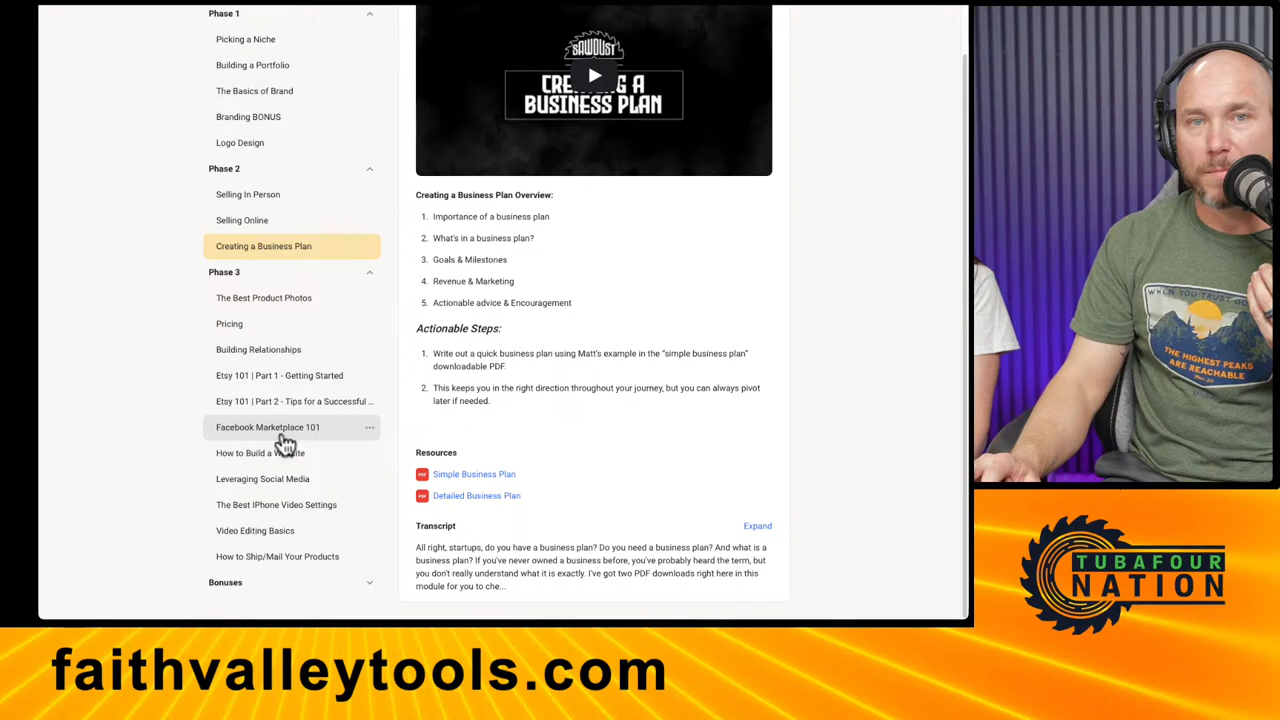 Phase 1
Picking a Niche
Building a Portfolio
The Basics of Brand
Branding BONUS
Logo Design
Phase 2
Selling In Person
Selling Online
Creating a Business Plan
Phase 3
The Best Product Photos
Pricing
Building Relationships
Etsy 101 | Part 1 - Getting Started
Etsy 101 | Part 2 - Tips for a Successful ...
Facebook Marketplace 101
How to Build a
Leveraging Social Media
The Best IPhone Video Settings
Video Editing Basics
How to Ship/Mail Your Products
Bonuses
SAWDUST
BUSINESS PLAN
Creating a Business Plan Overview:
1. Importance of a business plan
2. What's in a business plan?
3. Goals & Milestones
4. Revenue & Marketing
5. Actionable advice & Encouragement
Actionable Steps:
1. Write out a quick business plan using Matt's example in the "simple business plan"
downloadable PDF.
2. This keeps you in the right direction throughout your journey, but you can always pivot
later if needed.
Resources
PDF Simple Business Plan
PDF Detailed Business Plan
Transcript Expand
All right, startups, do you have a business plan? Do you need a business plan? And what is a
business plan? If you've never owned a business before, you've probably heard the term, but
you don't really understand what it is exactly. I've got two PDF downloads right here in this
module for you to che...
WHEN YOU TRUST
THE HIGHEST PEAKS
ARE REACHABLE
TUBAFOUR
NATION
faithvalleytools.com